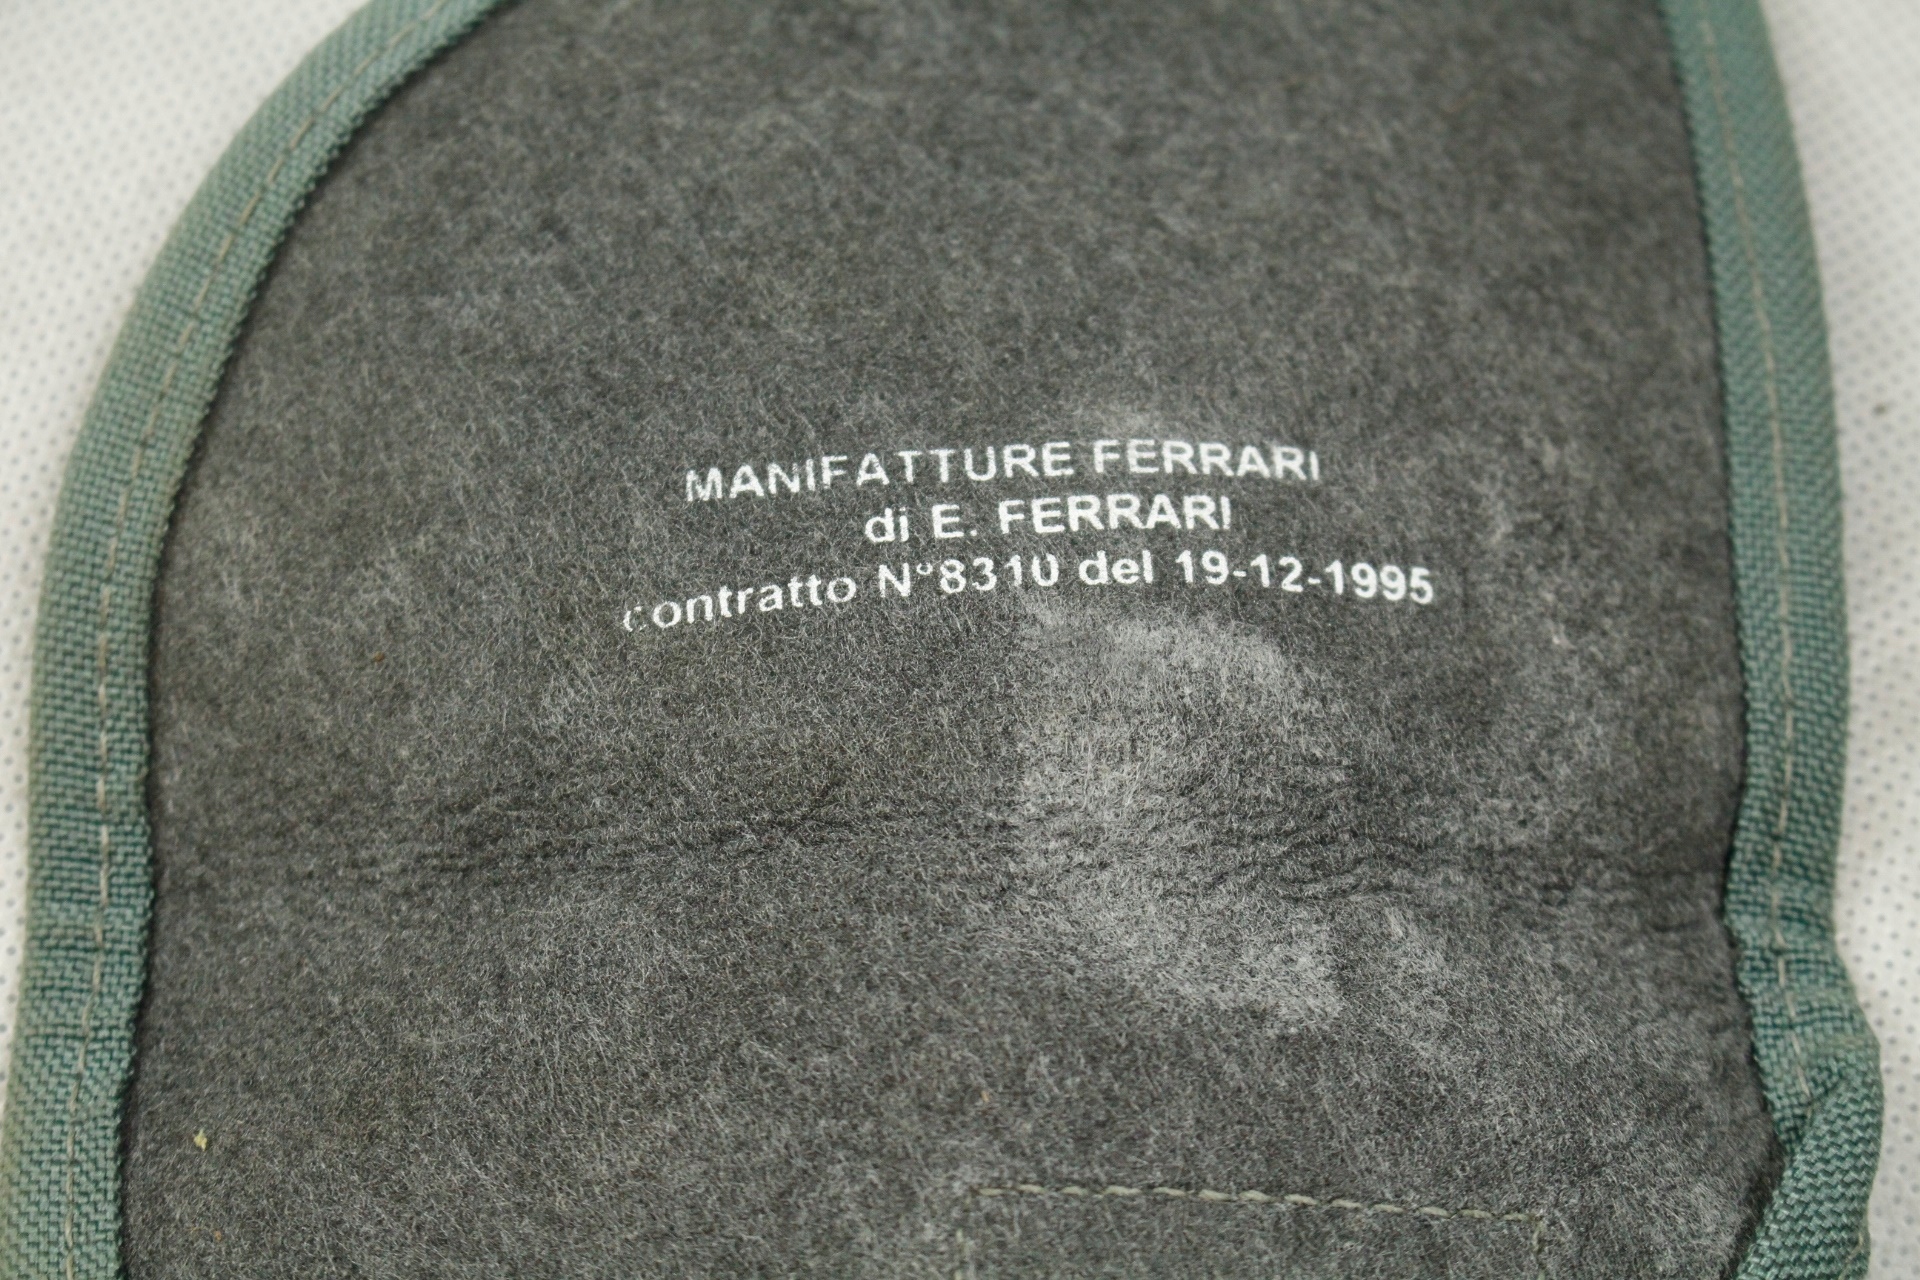 MANIFATTURE FERRARI
di E. FERRARI
contratto N°8310 del 19-12-1995